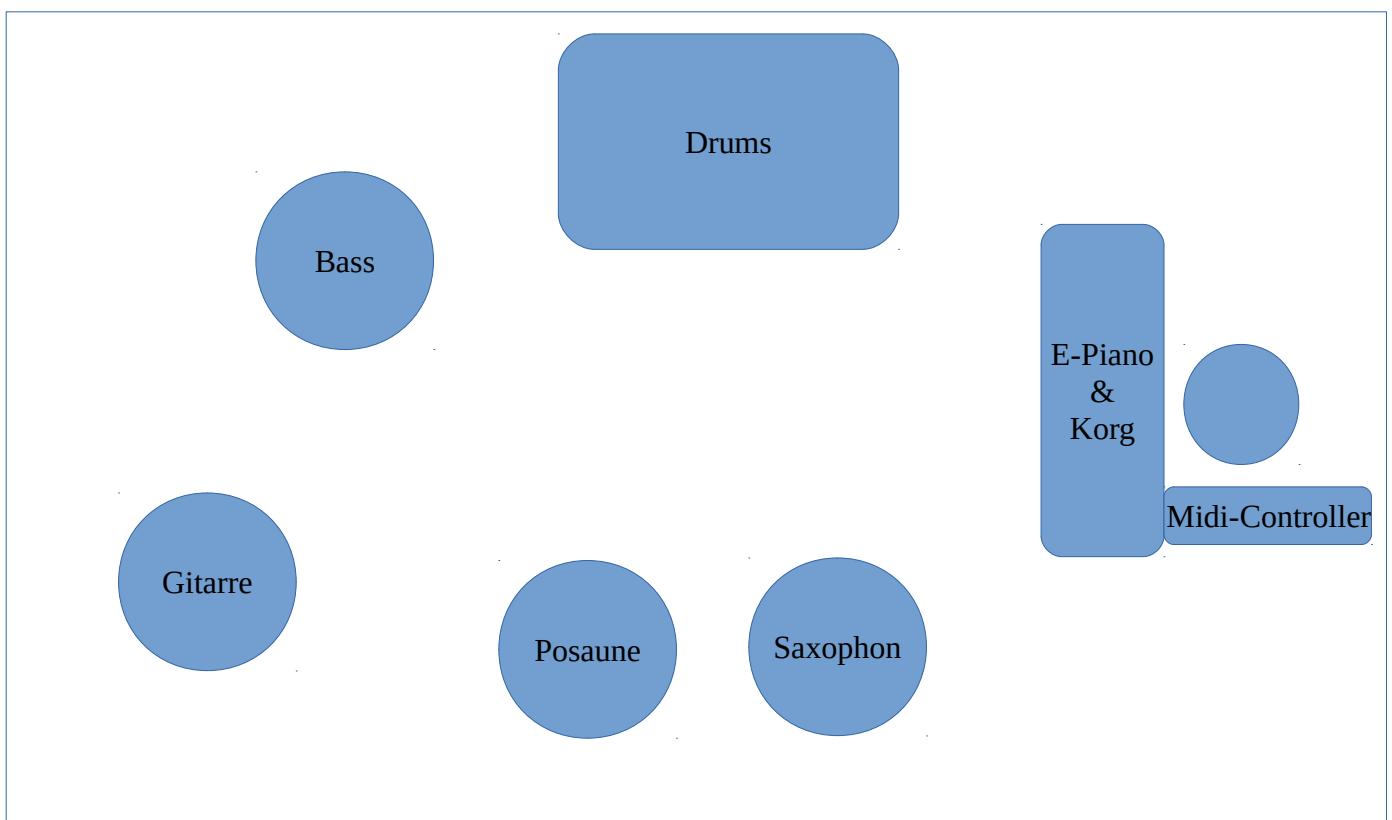 Drums
Bass
E-Piano
&
Korg
Midi-Controller
Gitarre
Posaune
Saxophon